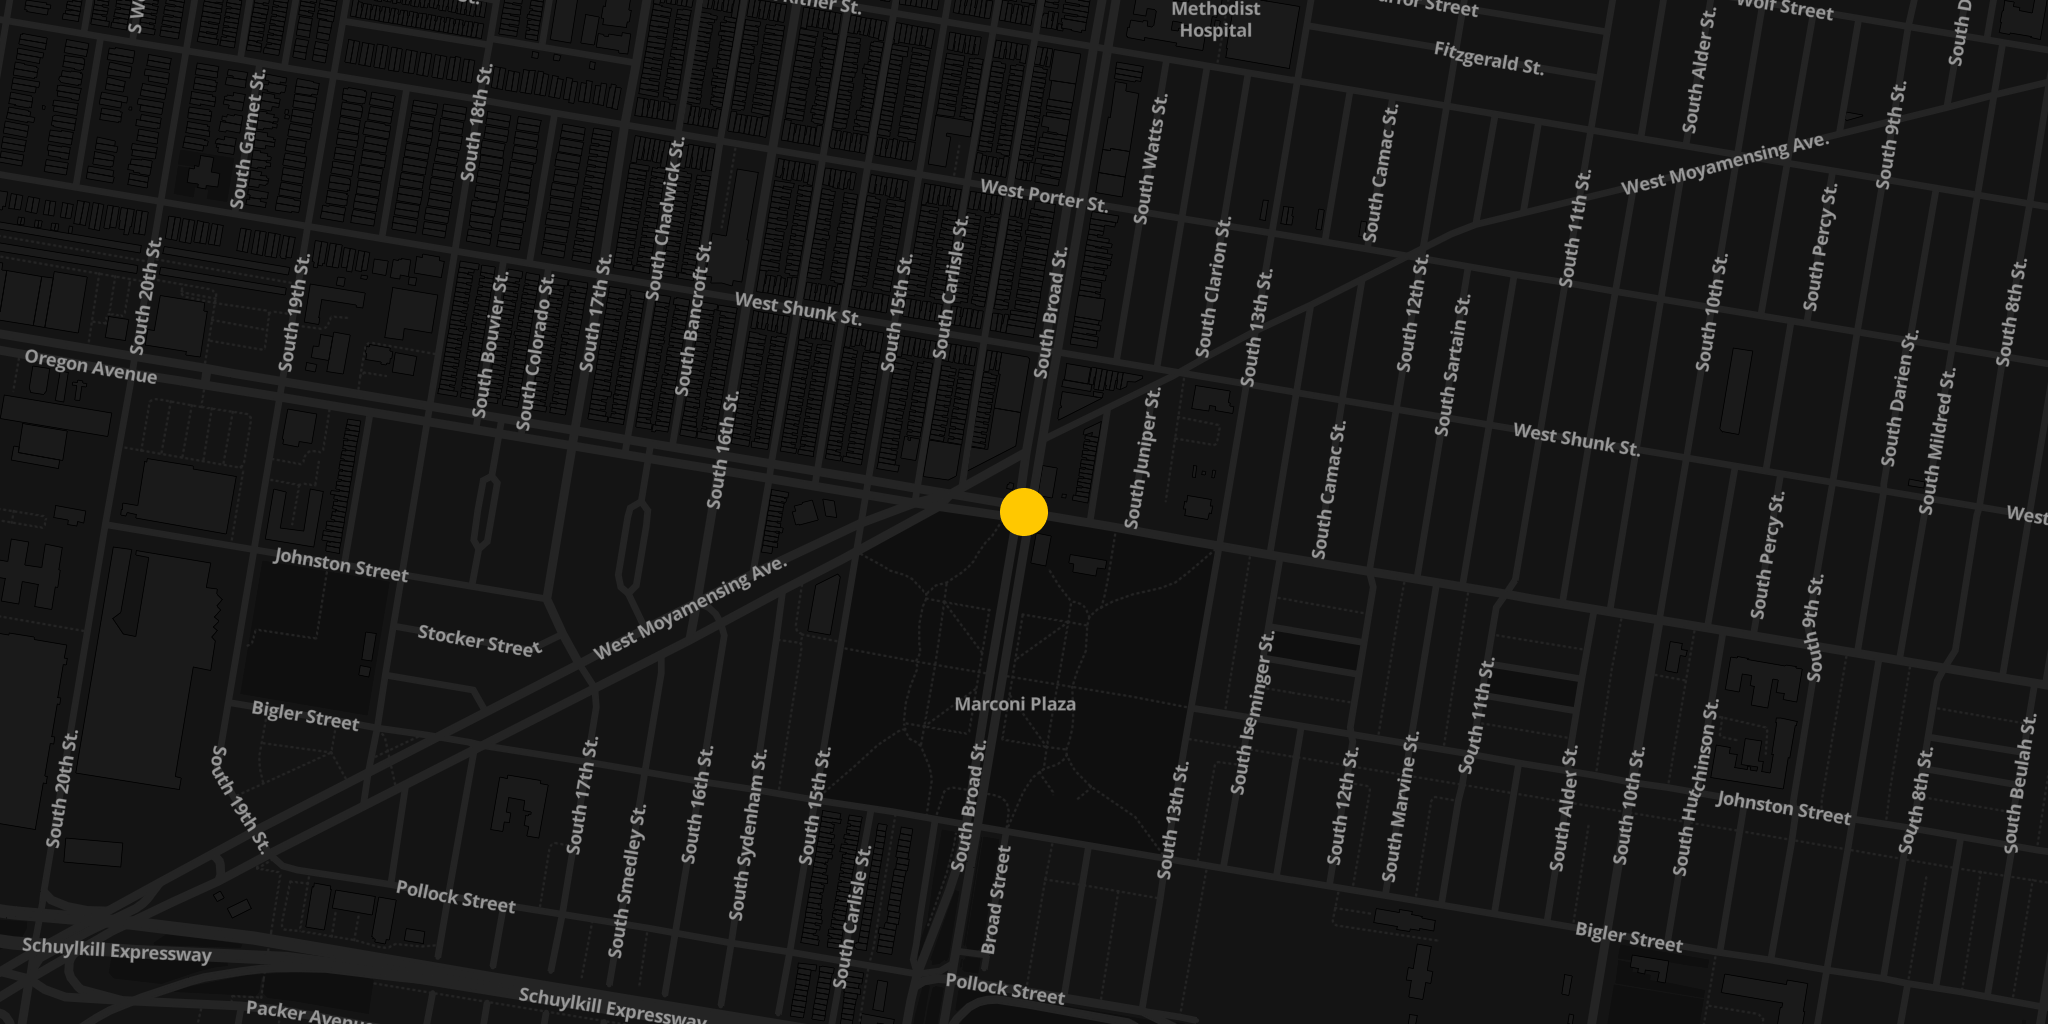 Methodist
Hospital
Wolf Street
Fitzgerald St.
South Alder St.
South 9th St.
West Moyamensing Ave.
South 18th St.
South Garnet St.
South Watts St.
South Camac St.
South Chadwick St.
West Porter St.
South 11th St.
South Percy St.
South 20th St.
South 19th St.
South Bouvier St.
South Colorado St.
South 17th St.
South Bancroft St.
West Shunk St.
South 15th St.
South Carlisle St.
South Broad St.
South Clarion St.
South 13th St.
South 12th St.
South Sartain St.
South 10th St.
South 8th St.
Oregon Avenue
South 16th St.
South Juniper St.
South Camac St.
West Shunk St.
South Darien St.
South Mildred St.
West
Johnston Street
South Percy St.
South 9th St.
Stocker Street
West Moyamensing Ave.
Marconi Plaza
South Iseminger St.
South 11th St.
Bigler Street
South 20th St.
South 19th St.
South 17th St.
South Smedley St.
South 16th St.
South Sydenham St.
South 15th St.
South Carlisle St.
South Broad St.
Broad Street
South 13th St.
South 12th St.
South Marvine St.
South Alder St.
South 10th St.
South Hutchinson St.
Johnston Street
South 8th St.
South Beulah St.
Pollock Street
Bigler Street
Schuylkill Expressway
Pollock Street
Schuylkill Expressway
Packer Avenue